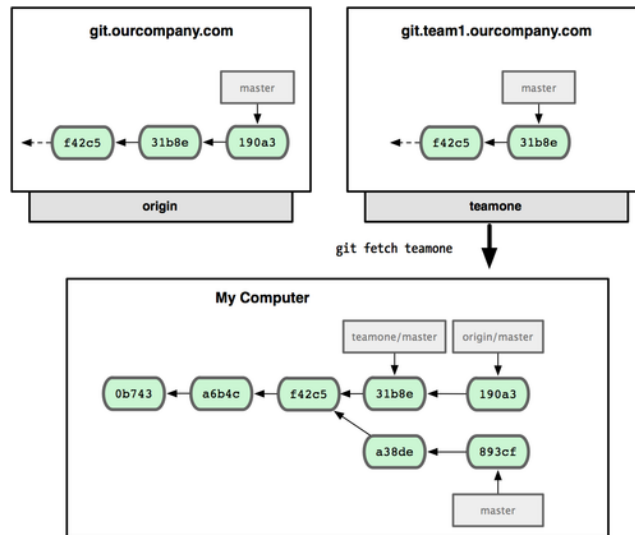 git.ourcompany.com
master
f42c5
31b8e
190a3
origin
git.team1.ourcompany.com
master
f42c5
31b8e
teamone
git fetch teamone
My Computer
teamone/master
origin/master
0b743
a6b4c
f42c5
31b8e
190a3
a38de
893cf
master